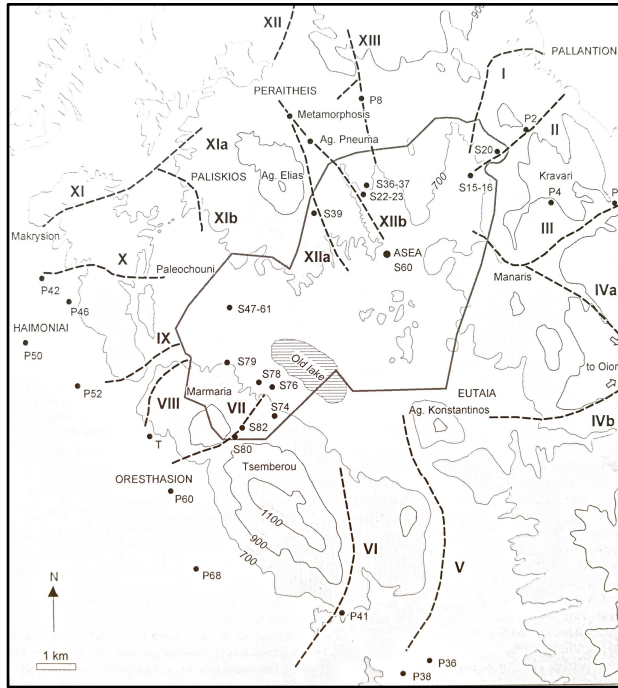 XII
XIII
900
PALLANTION
I
PERAITHEIS
Metamorphosis
P8
P2
II
XIa
Ag. Pneuma
S20
PALISKIOS
Ag. Elias
700
S36-37
S22-23
S15-16
Kravari
P4
P
XI
XIb
S39
XIIb
III
Makrysion
XIIa
ASEA
S60
X
Paleochouni
Manaris
P42
P46
IVa
S47-61
HAIMONIAI
P50
IX
Old lake
to Oion
S79
P52
S78
S76
Marmaria
EUTAIA
VIII
VII
S74
Ag. Konstantinos
IVb
S82
T
S80
Tsemberou
ORESTHASION
P60
1100
900
VI
V
700
P68
N
P41
1 km
P36
P38